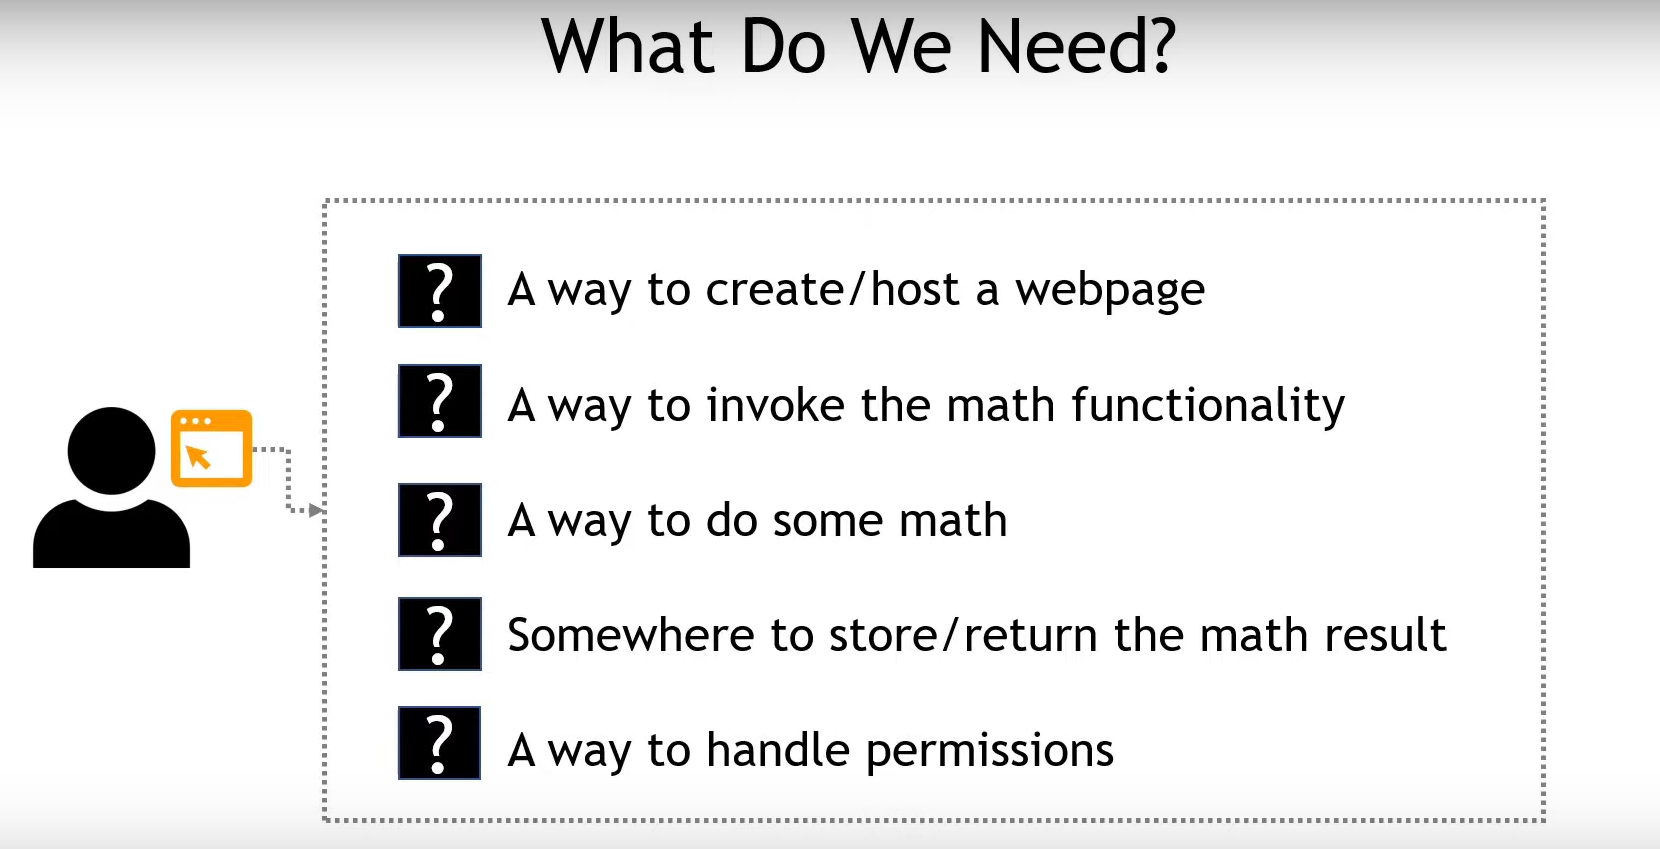 What Do We Need?
? A way to create/host a webpage
? A way to invoke the math functionality
? A way to do some math
? Somewhere to store/return the math result
? A way to handle permissions